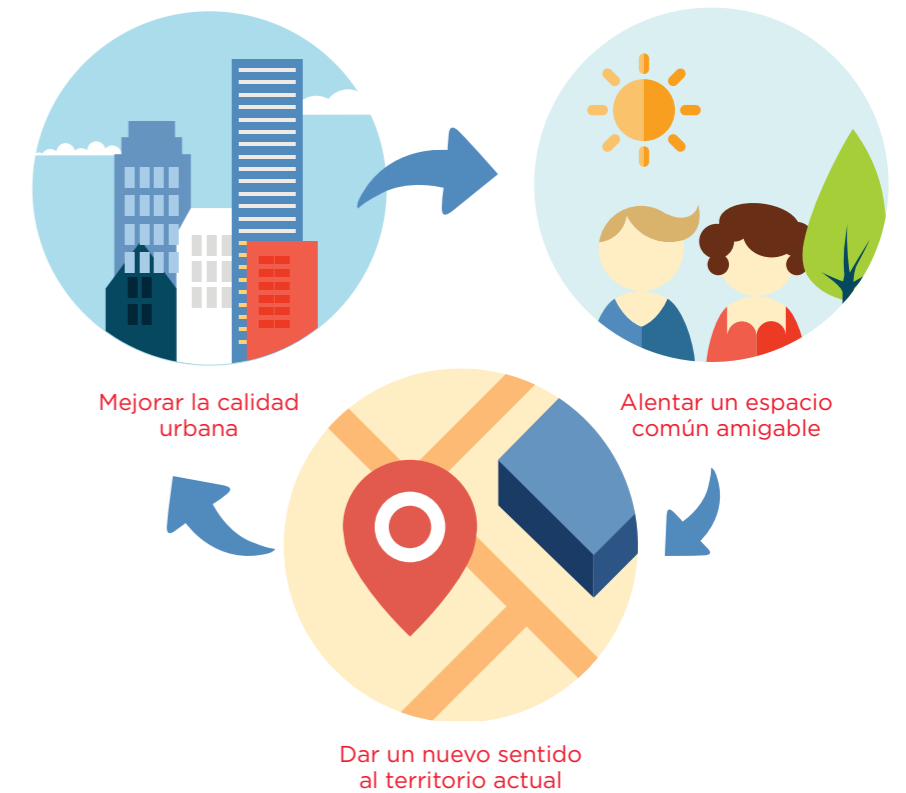 Mejorar la calidad
urbana
Alentar un espacio
común amigable
Dar un nuevo sentido
al territorio actual